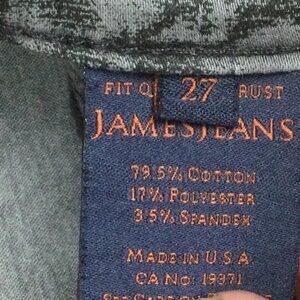 FIT Q 27 RUST
JAMESJEANS
79.5% COTTON
17% POLYESTER
3.5% SPANDEX
MADE IN U.S.A.
CA NO: 19371